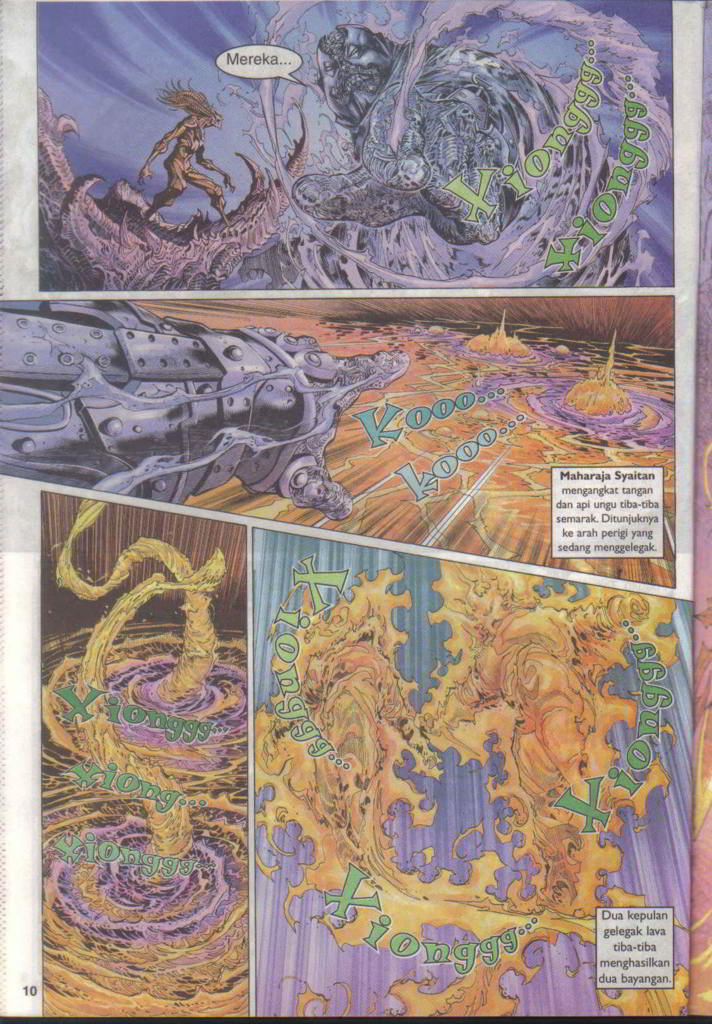 Mereka...
Xionggg...
Xionggg...
Kooo...
kooo...
Maharaja Syaitan
mengangkat tangan
dan api ungu tiba-tiba
semarak. Ditunjuknya
ke arah perigi yang
sedang menggelegak.
Xionggg...
Xiong...
Xionggg...
Xionggg...
Xionggg...
Xionggg...
Dua kepulan
gelegak lava
tiba-tiba
menghasilkan
dua bayangan.
10